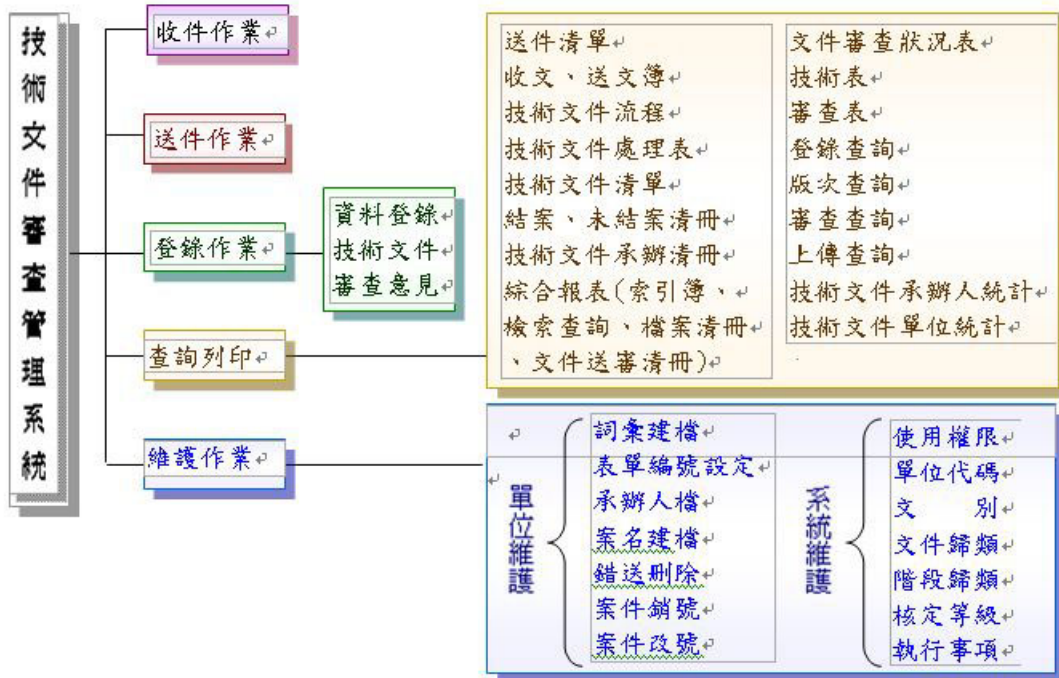 技術文件審查管理系統
收件作業
送件作業
登錄作業
資料登錄
技術文件
審查意見
查詢列印
送件清單
收文、送文簿
技術文件流程
技術文件處理表
技術文件清單
結案、未結案清冊
技術文件承辦清冊
綜合報表(索引簿、
檢索查詢、檔案清冊
、文件送審清冊)
文件審查狀況表
技術表
審查表
登錄查詢
版次查詢
審查查詢
上傳查詢
技術文件承辦人統計
技術文件單位統計
維護作業
單位維護
詞彙建檔
表單編號設定
承辦人檔
案名建檔
錯送刪除
案件銷號
案件改號
系統維護
使用權限
單位代碼
文　　別
文件歸類
階段歸類
核定等級
執行事項